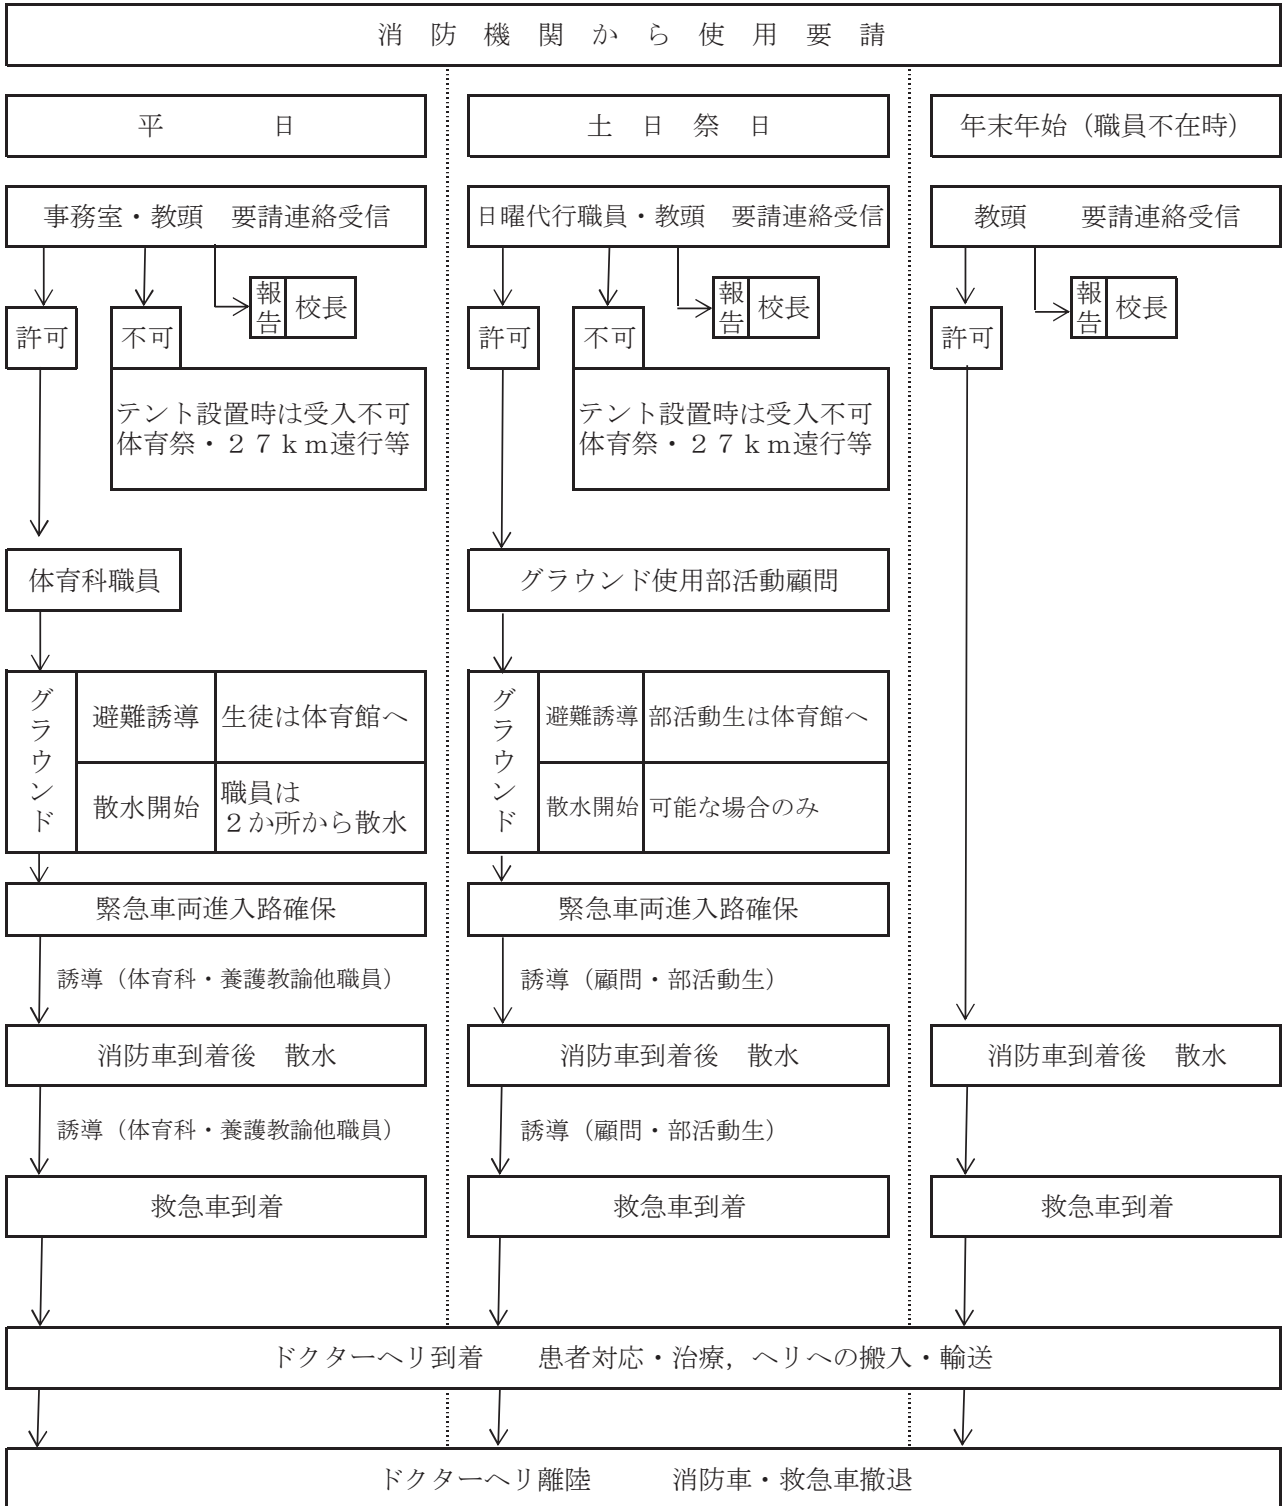 消防機関から使用要請
平日
事務室・教頭　要請連絡受信
報告 校長
許可
不可
テント設置時は受入不可
体育祭・２７ｋｍ遠行等
体育科職員
グラウンド
避難誘導 生徒は体育館へ
散水開始 職員は
２か所から散水
緊急車両進入路確保
誘導（体育科・養護教諭他職員）
消防車到着後　散水
誘導（体育科・養護教諭他職員）
救急車到着
土日祭日
日曜代行職員・教頭　要請連絡受信
報告 校長
許可
不可
テント設置時は受入不可
体育祭・２７ｋｍ遠行等
グラウンド使用部活動顧問
グラウンド
避難誘導 部活動生は体育館へ
散水開始 可能な場合のみ
緊急車両進入路確保
誘導（顧問・部活動生）
消防車到着後　散水
誘導（顧問・部活動生）
救急車到着
年末年始（職員不在時）
教頭　　要請連絡受信
報告 校長
許可
消防車到着後　散水
救急車到着
ドクターヘリ到着　　患者対応・治療，ヘリへの搬入・輸送
ドクターヘリ離陸　　　消防車・救急車撤退